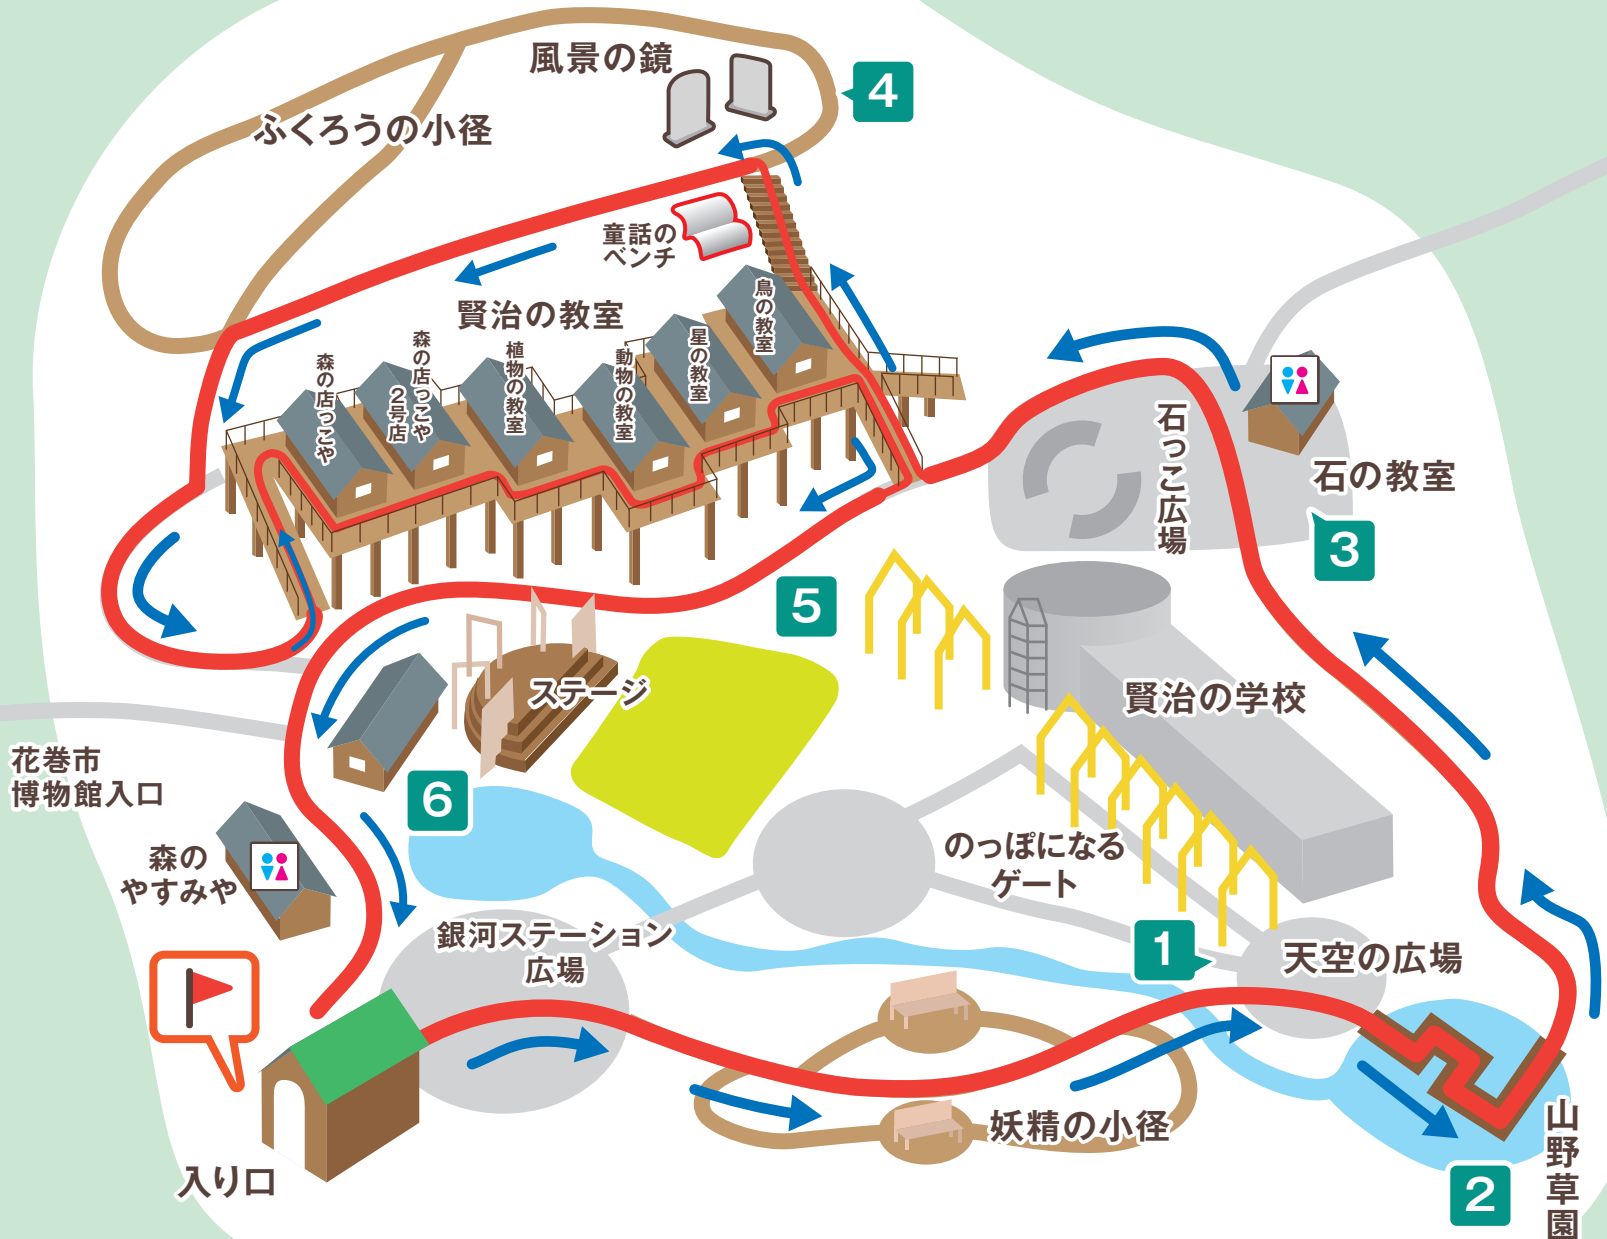 風景の鏡
4
ふくろうの小径
童話の
ベンチ
賢治の教室
鳥の教室
星の教室
動物の教室
植物の教室
森の店っこや
2号店
森の店っこや
石っこ広場
石の教室
3
5
賢治の学校
ステージ
花巻市
博物館入口
6
森の
やすみや
のっぽになる
ゲート
銀河ステーション
広場
1
天空の広場
妖精の小径
山野草園
2
入り口